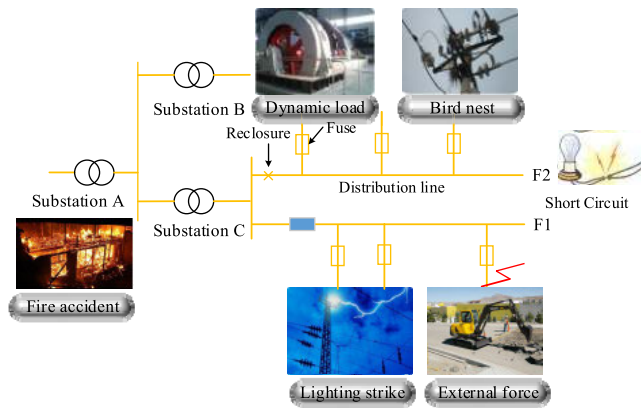 Substation B
Dynamic load
Bird nest
Reclosure
Fuse
Substation A
Distribution line
F2
Short Circuit
Substation C
F1
Fire accident
Lighting strike
External force